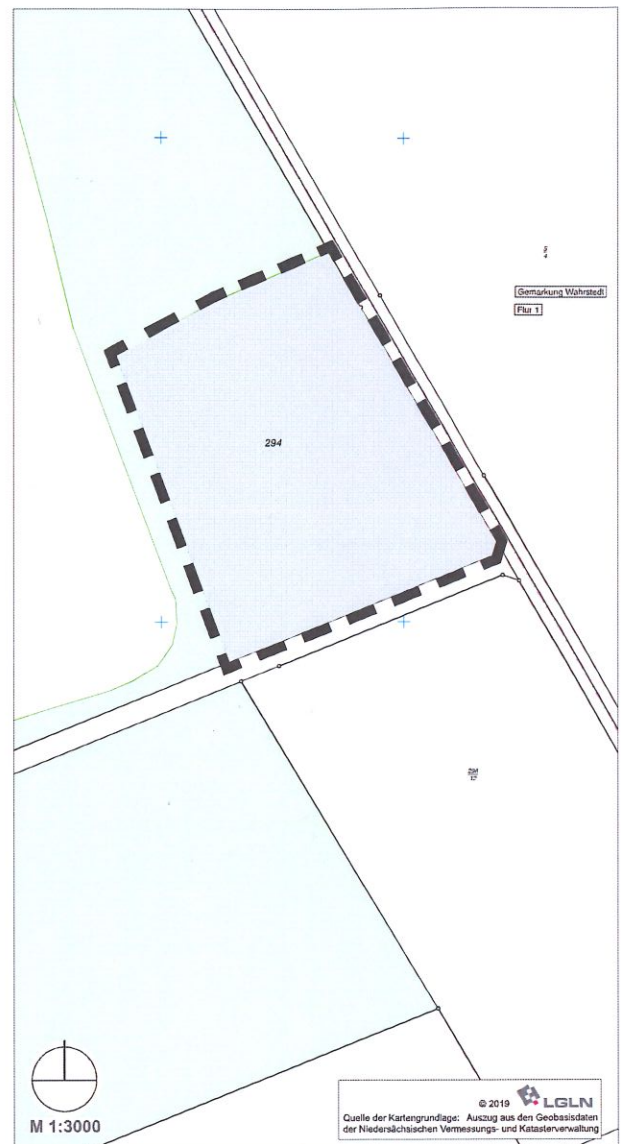 Gemarkung Wahrstedt
Flur 1
294
M 1:3000
© 2019 LGLN
Quelle der Kartengrundlage: Auszug aus den Geobasisdaten
der Niedersächsischen Vermessungs- und Katasterverwaltung